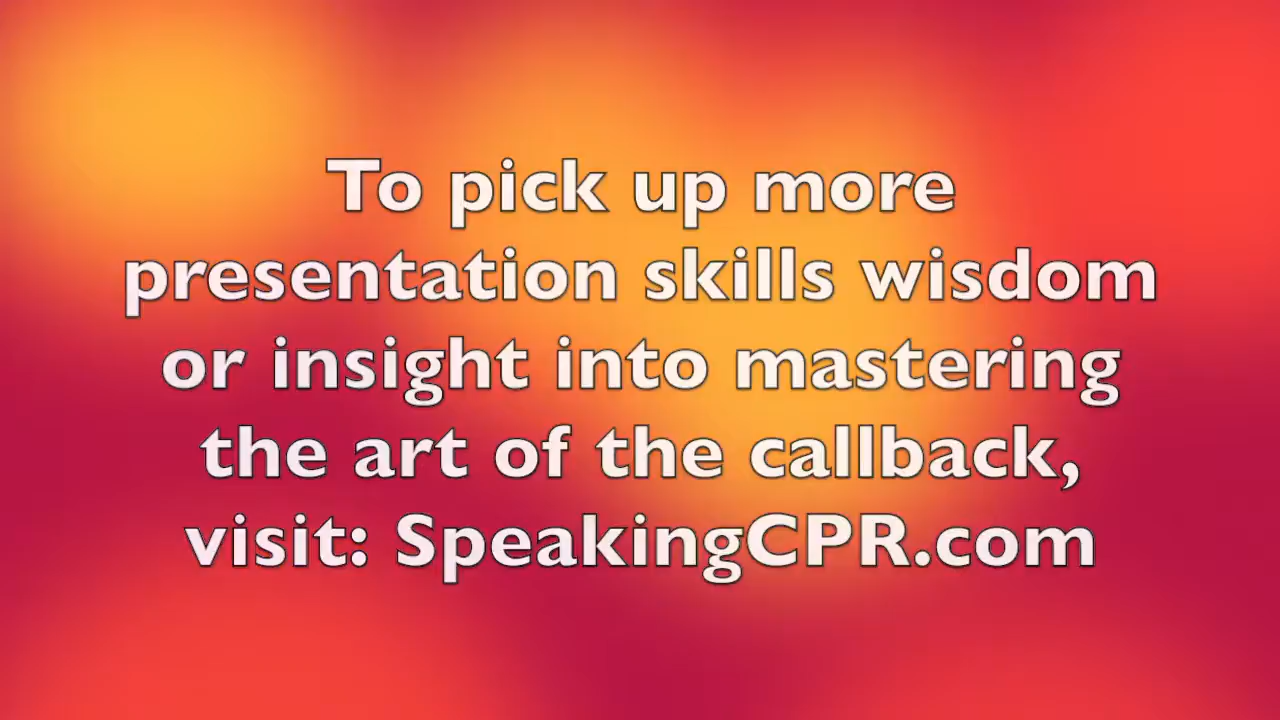 To pick up more
presentation skills wisdom
or insight into mastering
the art of the callback,
visit: SpeakingCPR.com